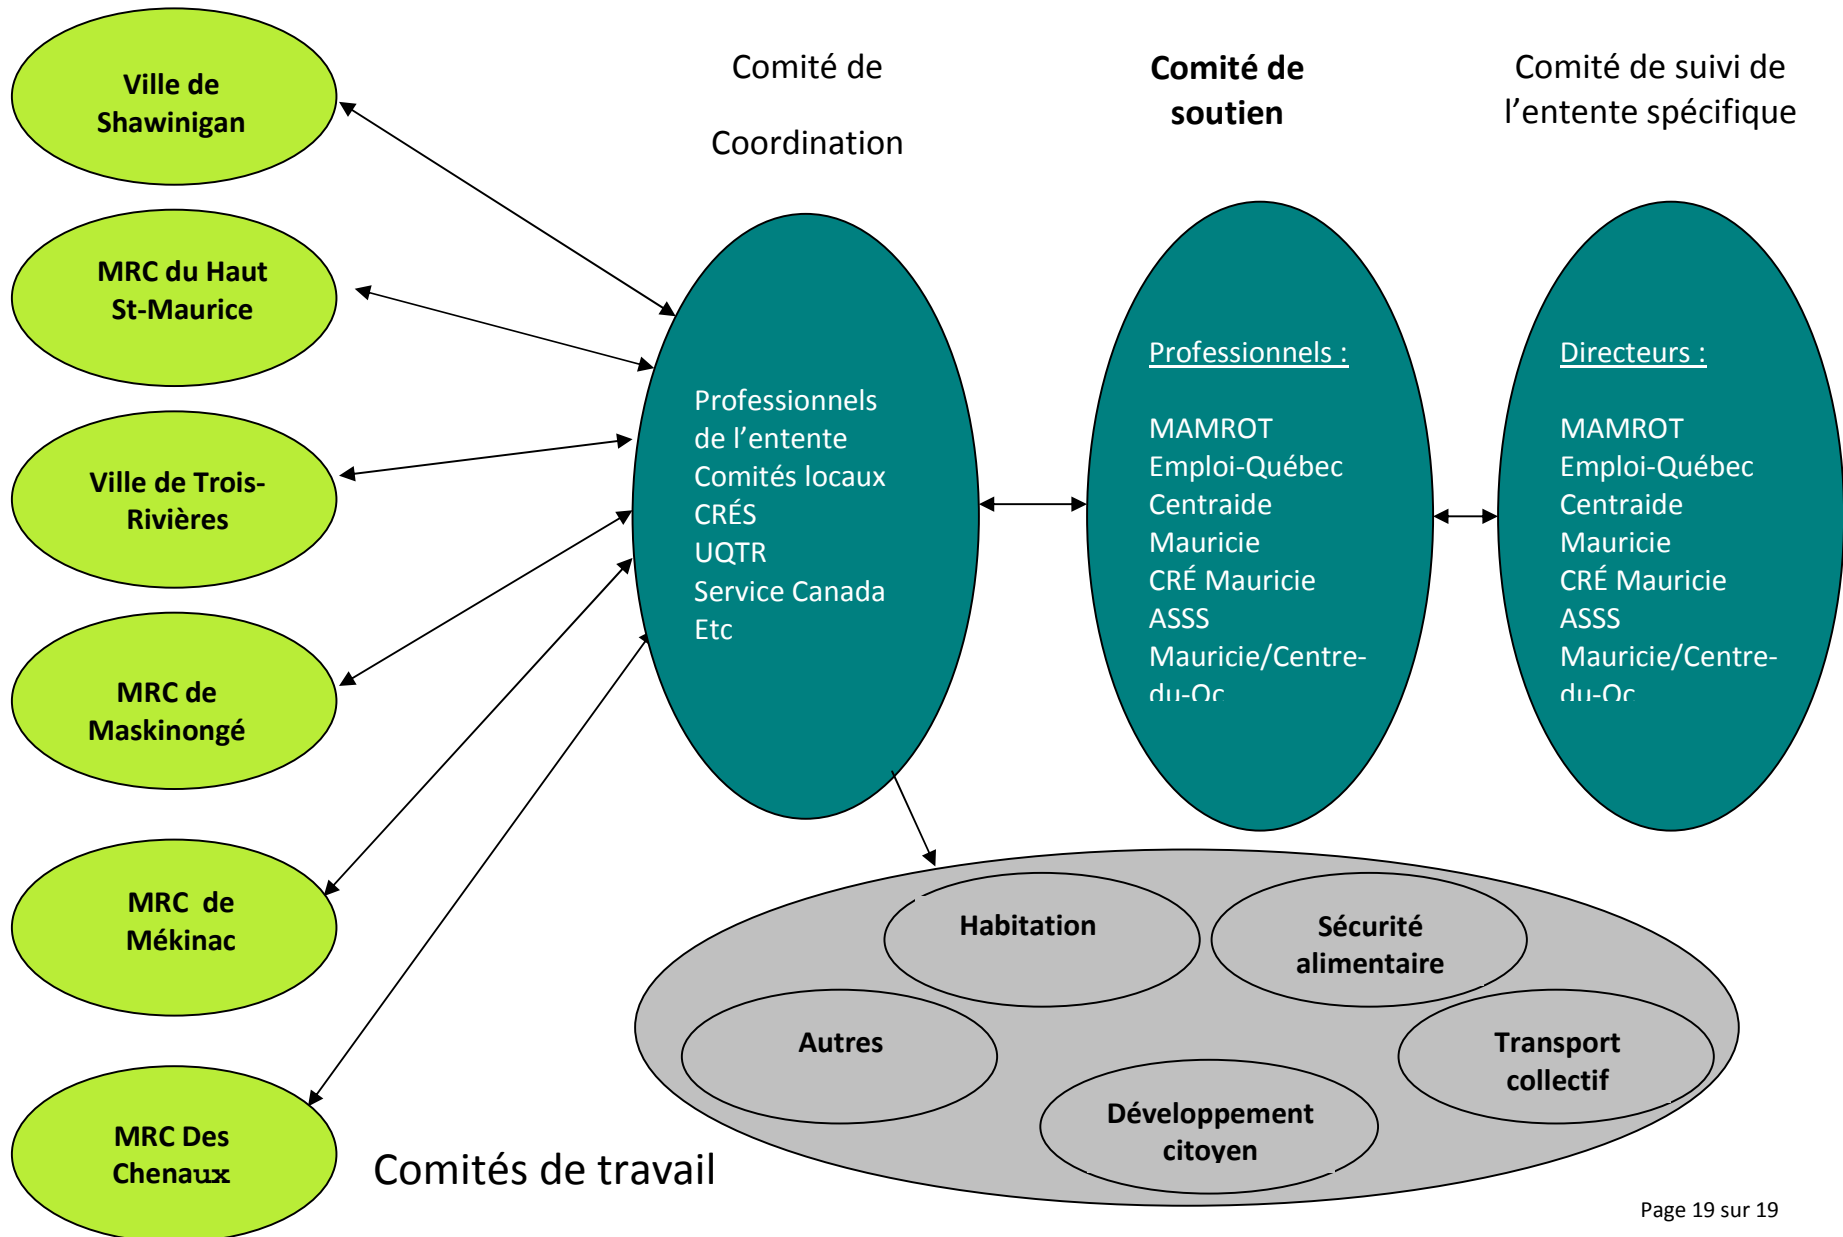 Ville de
Shawinigan
MRC du Haut
St-Maurice
Ville de Trois-
Rivières
MRC de
Maskinongé
MRC  de
Mékinac
MRC Des
Chenaux
Comité de
Coordination
Professionnels
de l’entente
Comités locaux
CRÉS
UQTR
Service Canada
Etc
Comité de
soutien
Professionnels :
MAMROT
Emploi-Québec
Centraide
Mauricie
CRÉ Mauricie
ASSS
Mauricie/Centre-
du-Qc
Comité de suivi de
l’entente spécifique
Directeurs :
MAMROT
Emploi-Québec
Centraide
Mauricie
CRÉ Mauricie
ASSS
Mauricie/Centre-
du-Qc
Habitation
Sécurité
alimentaire
Autres
Transport
collectif
Développement
citoyen
Comités de travail
Page 19 sur 19